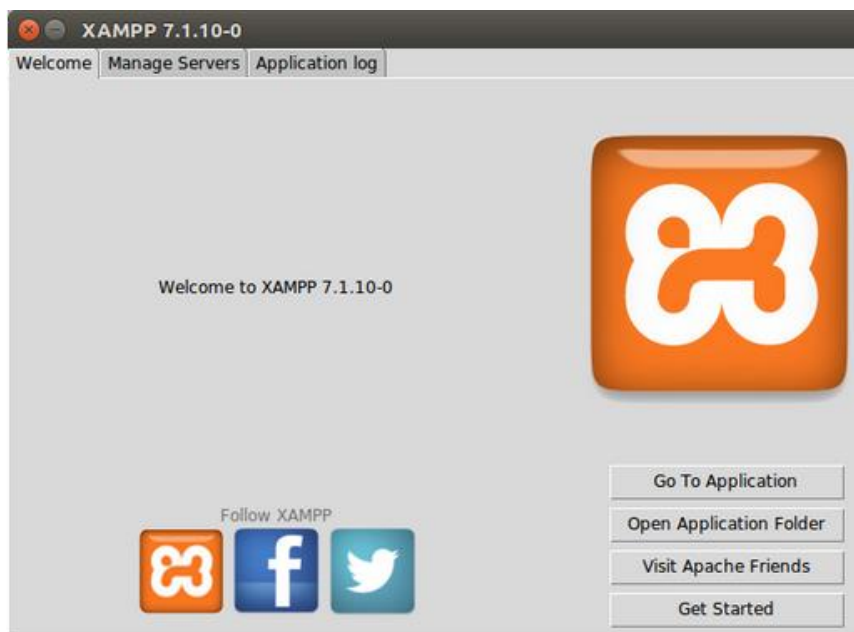 XAMPP 7.1.10-0
Welcome Manage Servers Application log
Welcome to XAMPP 7.1.10-0
Go To Application
Follow XAMPP
Open Application Folder
Visit Apache Friends
Get Started